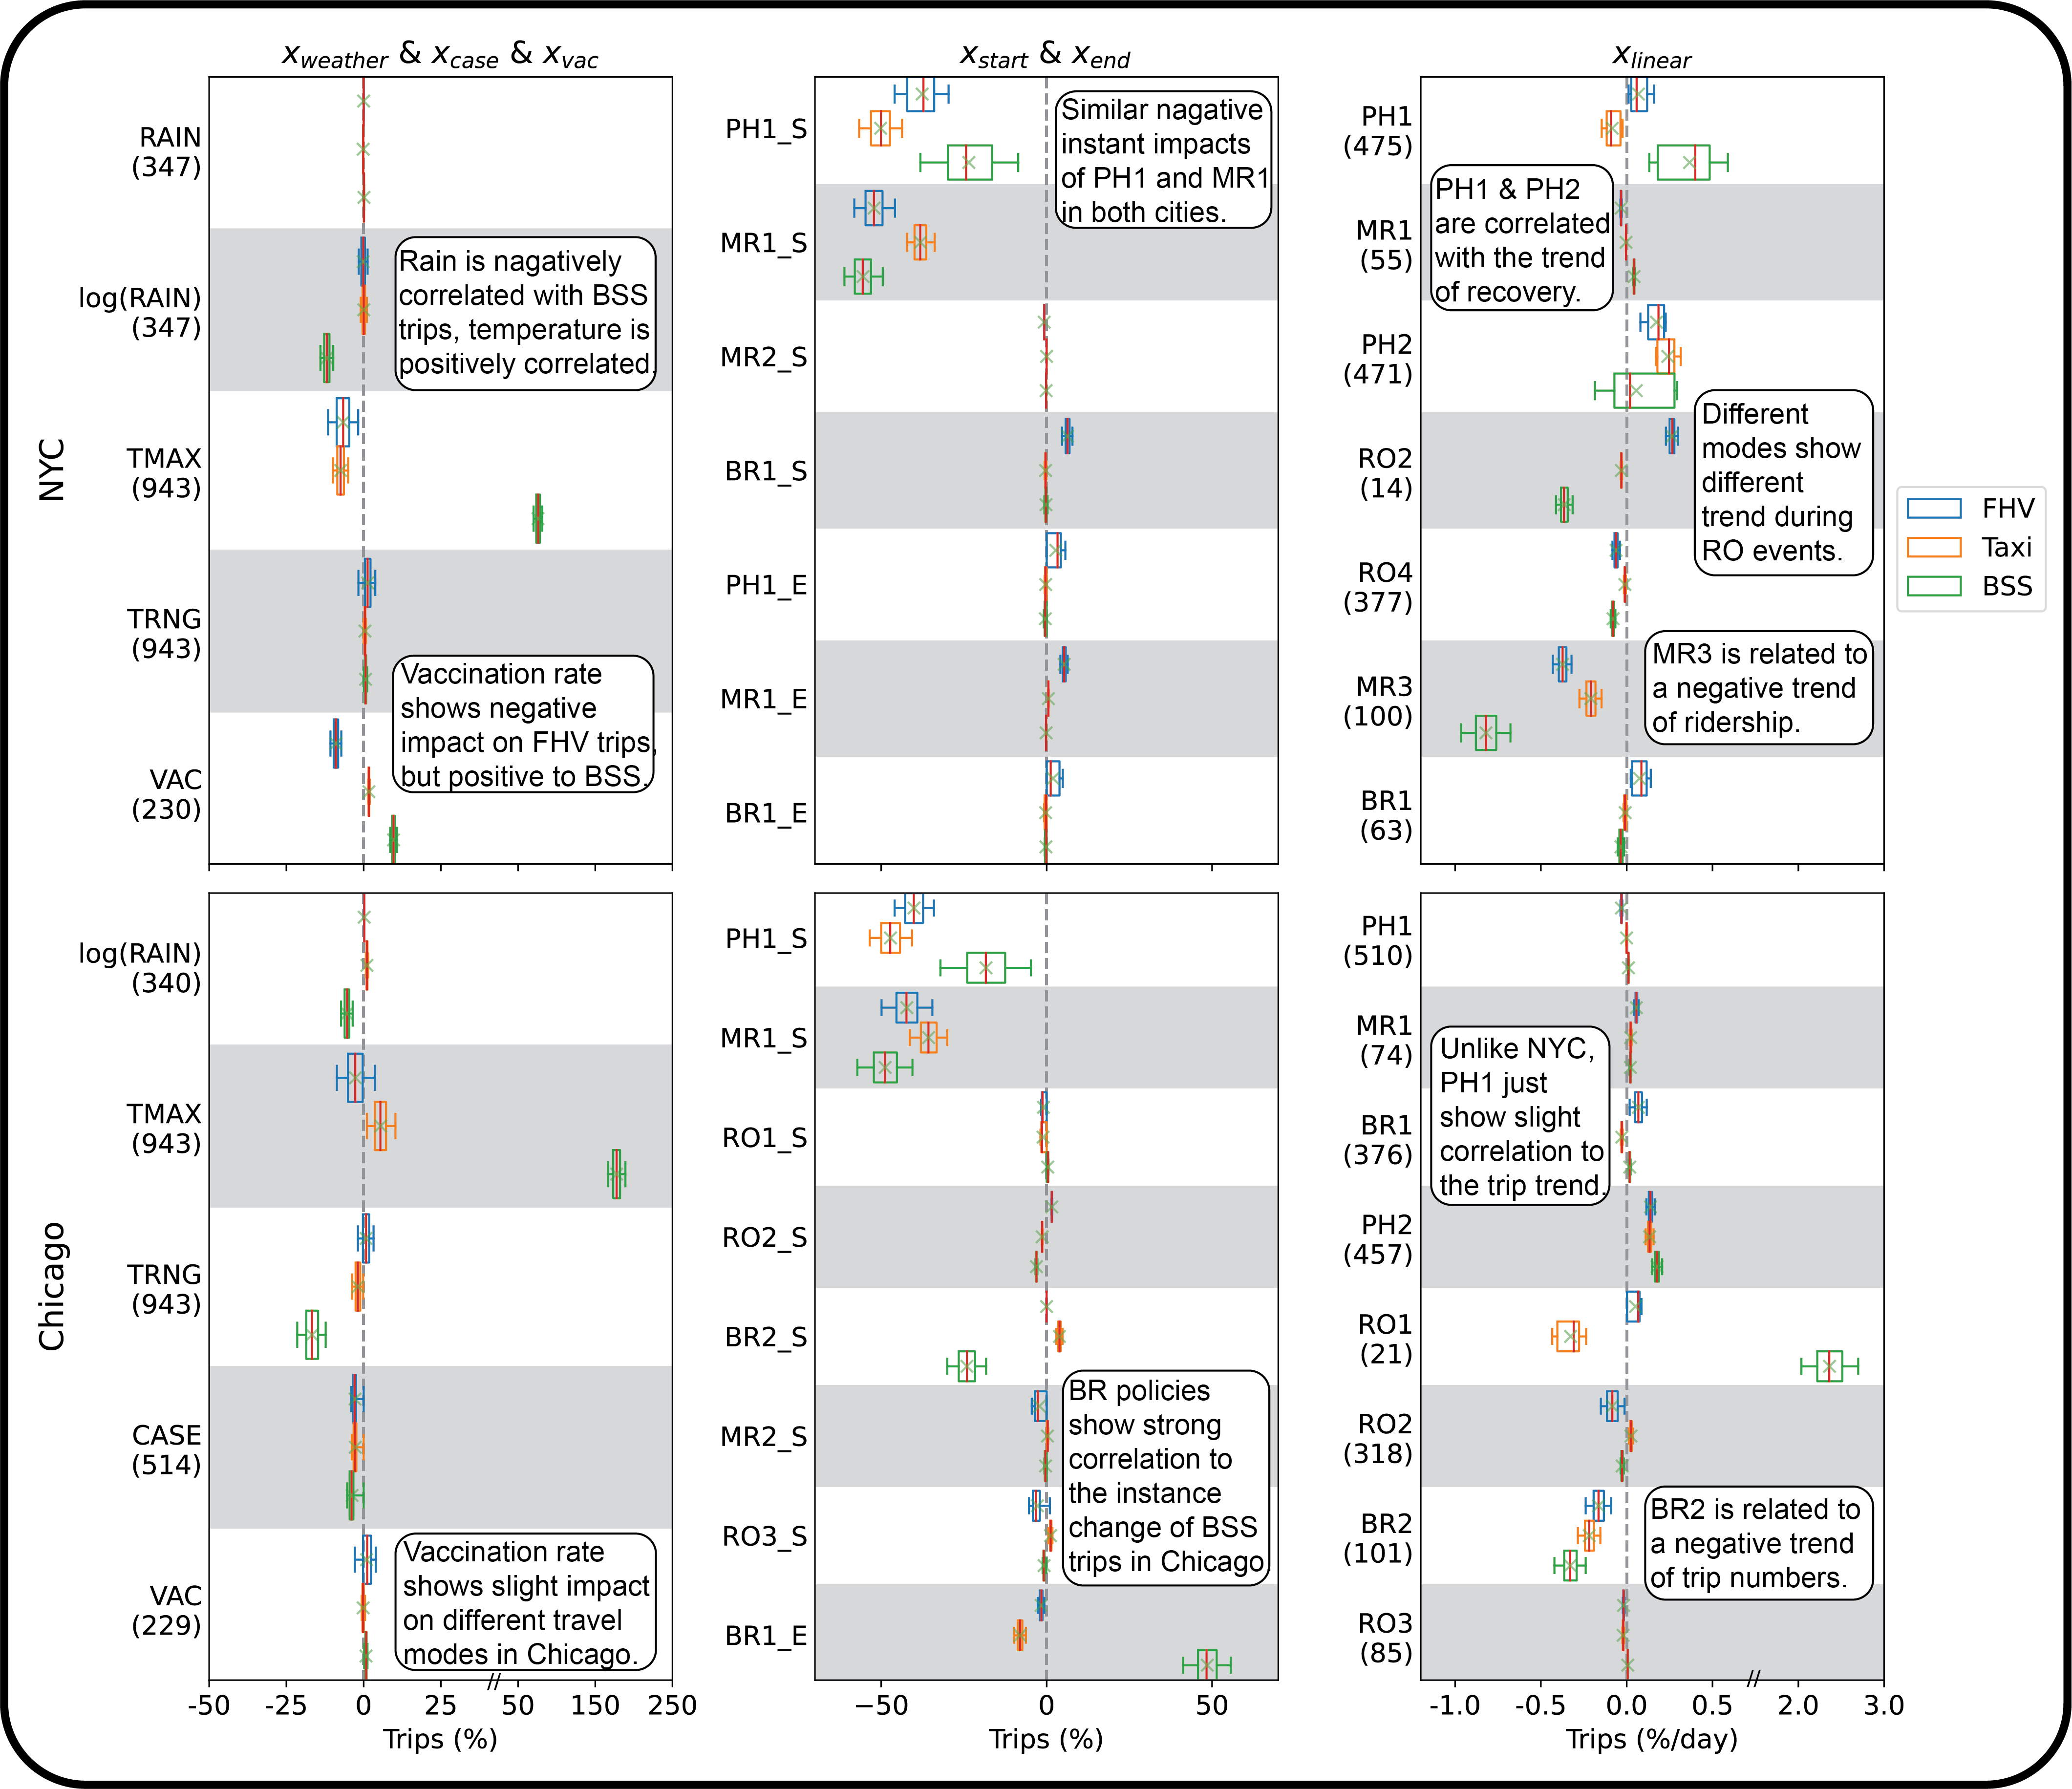 x_weather & x_case & x_vac
x_start & x_end
x_linear
NYC
RAIN
(347)
log(RAIN)
(347)
TMAX
(943)
TRNG
(943)
VAC
(230)
Rain is nagatively
correlated with BSS
trips, temperature is
positively correlated.
Vaccination rate
shows negative
impact on FHV trips,
but positive to BSS.
PH1_S
MR1_S
MR2_S
BR1_S
PH1_E
MR1_E
BR1_E
Similar nagative
instant impacts
of PH1 and MR1
in both cities.
PH1
(475)
MR1
(55)
PH2
(471)
RO2
(14)
RO4
(377)
MR3
(100)
BR1
(63)
PH1 & PH2
are correlated
with the trend
of recovery.
Different
modes show
different
trend during
RO events.
MR3 is related to
a negative trend
of ridership.
FHV
Taxi
BSS
Chicago
log(RAIN)
(340)
TMAX
(943)
TRNG
(943)
CASE
(514)
VAC
(229)
Vaccination rate
shows slight impact
on different travel
modes in Chicago.
-50 -25 0 25 // 50 150 250
Trips (%)
PH1_S
MR1_S
RO1_S
RO2_S
BR2_S
MR2_S
RO3_S
BR1_E
BR policies
show strong
correlation to
the instance
change of BSS
trips in Chicago.
−50 0 50
Trips (%)
PH1
(510)
MR1
(74)
BR1
(376)
PH2
(457)
RO1
(21)
RO2
(318)
BR2
(101)
RO3
(85)
Unlike NYC,
PH1 just
show slight
correlation to
the trip trend.
BR2 is related to
a negative trend
of trip numbers.
-1.0 -0.5 0.0 0.5 // 2.0 3.0
Trips (%/day)